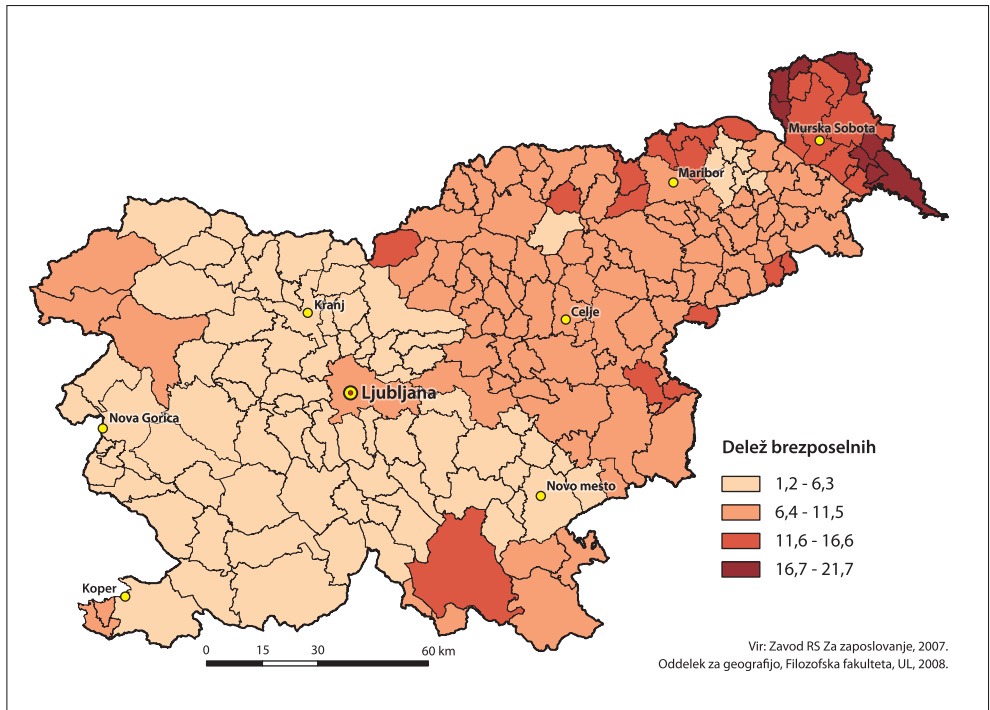 Murska Sobota
Maribor
Kranj
Celje
Ljubljana
Nova Gorica
Novo mesto
Koper
Delež brezposelnih
1,2 - 6,3
6,4 - 11,5
11,6 - 16,6
16,7 - 21,7
0 15 30 60 km
Vir: Zavod RS Za zaposlovanje, 2007.
Oddelek za geografijo, Filozofska fakulteta, UL, 2008.